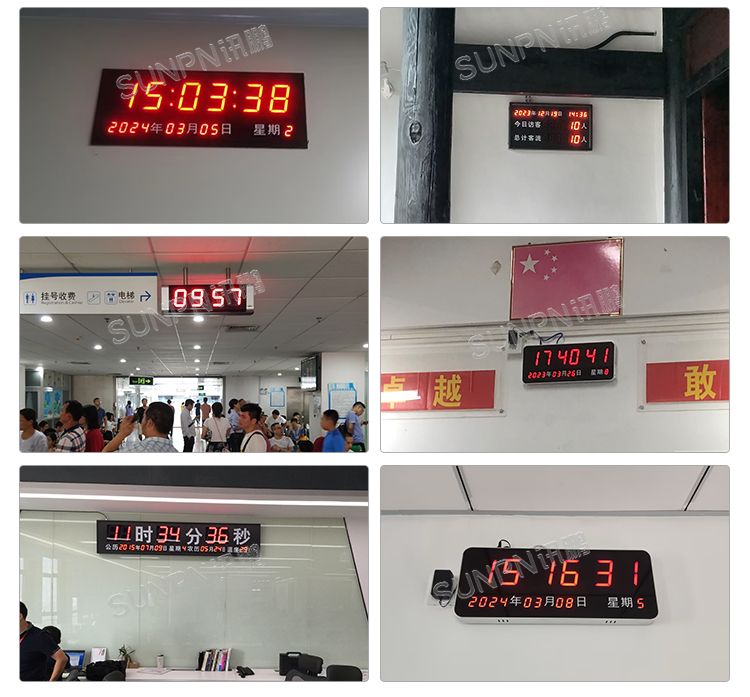 SUNPN讯鹏
15:03:38
2024年03月05日 星期2
SUNPN讯鹏
2023年12月19日 14:36
今日访客 10人
总计客流 10人
挂号收费 电梯
Registration & Cashier Elevator
09 57
SUNPN讯鹏
SUNPN讯鹏
17 40 41
2023年03月26日 星期8
卓越
敢
SUNPN讯鹏
11时34分36秒
公历2015年07月09日星期4农历05月24日温度29
SUNPN讯鹏
15 16 31
2024年03月08日 星期5